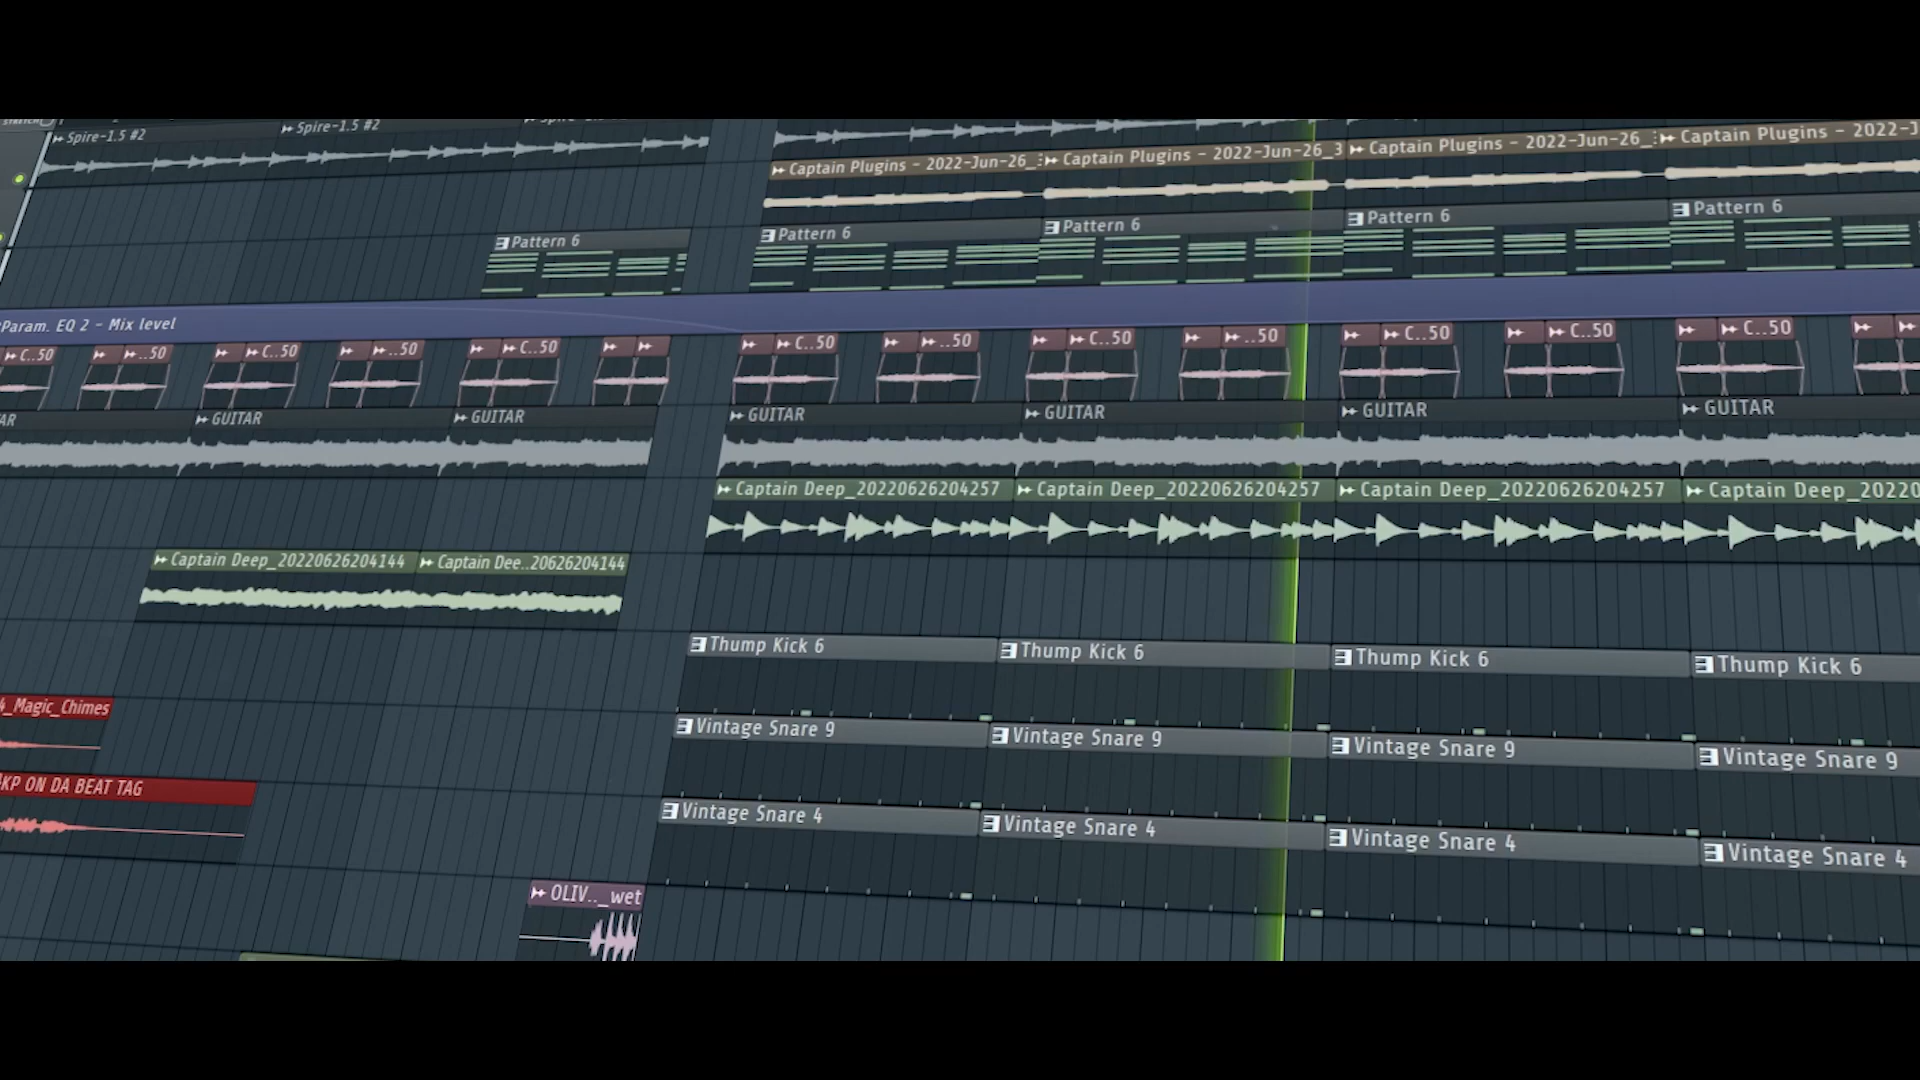 Spire-1.5 #2 Spire-1.5 #2
Captain Plugins - 2022-Jun-26_ Captain Plugins - 2022-Jun-26_3 Captain Plugins - 2022-Jun-26_ Captain Plugins - 2022-J
Pattern 6 Pattern 6 Pattern 6 Pattern 6 Pattern 6
Param. EQ 2 - Mix level
C..50 ..50 C..50 ..50 C..50 C..50 ..50 C..50 ..50 C..50 C..50 C..50
AR GUITAR GUITAR GUITAR GUITAR GUITAR GUITAR
Captain Deep_20220626204257 Captain Deep_20220626204257 Captain Deep_20220626204257 Captain Deep_20220
Captain Deep_20220626204144 Captain Dee..20626204144
Thump Kick 6 Thump Kick 6 Thump Kick 6 Thump Kick 6
4_Magic_Chimes
Vintage Snare 9 Vintage Snare 9 Vintage Snare 9 Vintage Snare 9
KP ON DA BEAT TAG
Vintage Snare 4 Vintage Snare 4 Vintage Snare 4 Vintage Snare 4
OLIV.._wet